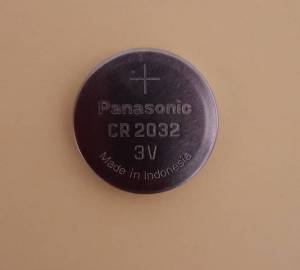 +
Panasonic
CR 2032
3V
Made in Indonesia